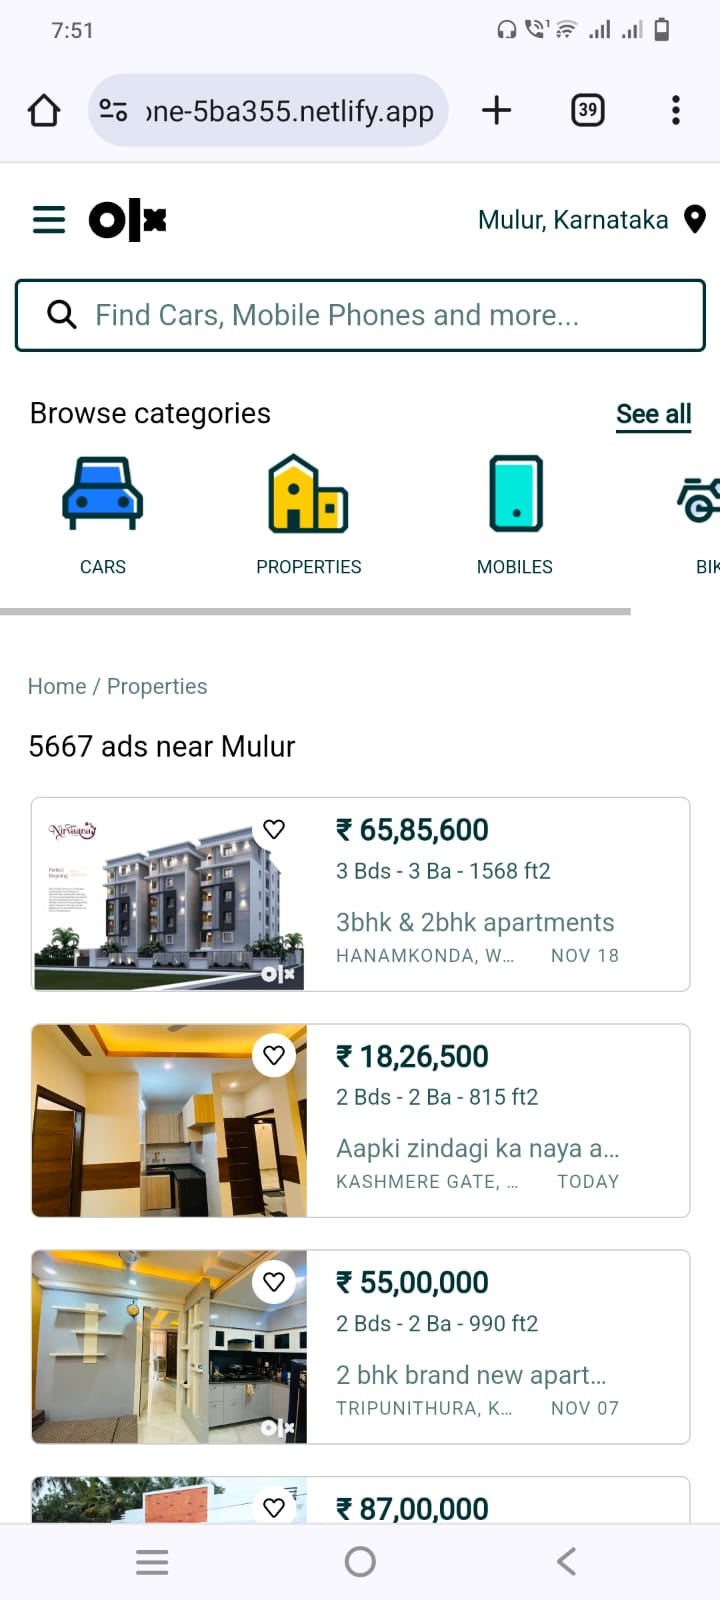 7:51
one-5ba355.netlify.app
39
olx
Mulur, Karnataka
Find Cars, Mobile Phones and more...
Browse categories
See all
CARS
PROPERTIES
MOBILES
BIK
Home / Properties
5667 ads near Mulur
Nirvaana
Perfect
olx
₹ 65,85,600
3 Bds - 3 Ba - 1568 ft2
3bhk & 2bhk apartments
HANAMKONDA, W... NOV 18
₹ 18,26,500
2 Bds - 2 Ba - 815 ft2
Aapki zindagi ka naya a...
KASHMERE GATE, ... TODAY
olx
₹ 55,00,000
2 Bds - 2 Ba - 990 ft2
2 bhk brand new apart...
TRIPUNITHURA, K... NOV 07
₹ 87,00,000